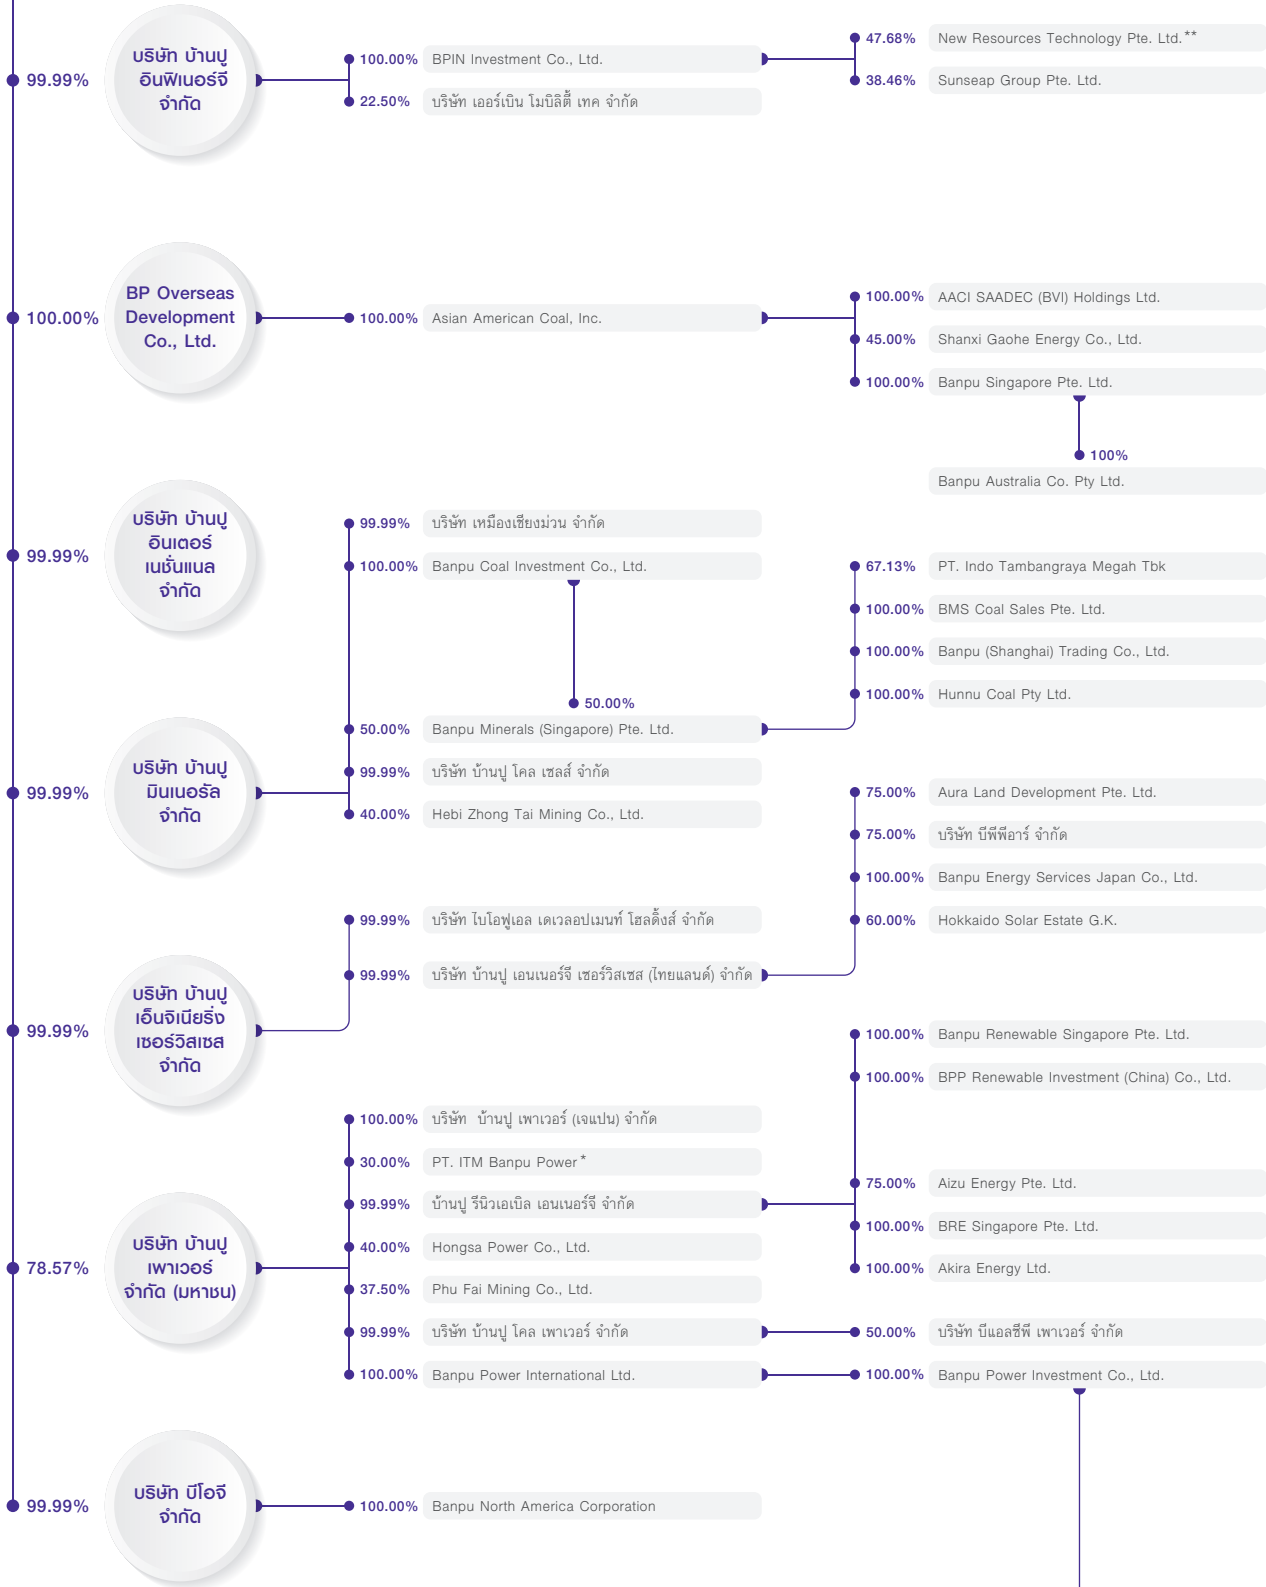 99.99%
บริษัท บ้านปู
อินฟิเนอร์จี
จำกัด
100.00% BPIN Investment Co., Ltd.
22.50% บริษัท เออร์เบิน โมบิลิตี้ เทค จำกัด
47.68% New Resources Technology Pte. Ltd.**
38.46% Sunseap Group Pte. Ltd.
100.00%
BP Overseas
Development
Co., Ltd.
100.00% Asian American Coal, Inc.
100.00% AACI SAADEC (BVI) Holdings Ltd.
45.00% Shanxi Gaohe Energy Co., Ltd.
100.00% Banpu Singapore Pte. Ltd.
100%
Banpu Australia Co. Pty Ltd.
99.99%
บริษัท บ้านปู
อินเตอร์
เนชั่นแนล
จำกัด
99.99%
บริษัท บ้านปู
มินเนอรัล
จำกัด
99.99% บริษัท เหมืองเชียงม่วน จำกัด
100.00% Banpu Coal Investment Co., Ltd.
50.00%
50.00% Banpu Minerals (Singapore) Pte. Ltd.
99.99% บริษัท บ้านปู โคล เซลส์ จำกัด
40.00% Hebi Zhong Tai Mining Co., Ltd.
67.13% PT. Indo Tambangraya Megah Tbk
100.00% BMS Coal Sales Pte. Ltd.
100.00% Banpu (Shanghai) Trading Co., Ltd.
100.00% Hunnu Coal Pty Ltd.
99.99%
บริษัท บ้านปู
เอ็นจิเนียริ่ง
เซอร์วิสเซส
จำกัด
99.99% บริษัท ไบโอฟูเอล เดเวลอปเมนท์ โฮลดิ้งส์ จำกัด
99.99% บริษัท บ้านปู เอนเนอร์จี เซอร์วิสเซส (ไทยแลนด์) จำกัด
75.00% Aura Land Development Pte. Ltd.
75.00% บริษัท บีพีพีอาร์ จำกัด
100.00% Banpu Energy Services Japan Co., Ltd.
60.00% Hokkaido Solar Estate G.K.
78.57%
บริษัท บ้านปู
เพาเวอร์
จำกัด (มหาชน)
100.00% บริษัท บ้านปู เพาเวอร์ (เจแปน) จำกัด
30.00% PT. ITM Banpu Power*
99.99% บ้านปู รีนิวเอเบิล เอนเนอร์จี จำกัด
40.00% Hongsa Power Co., Ltd.
37.50% Phu Fai Mining Co., Ltd.
99.99% บริษัท บ้านปู โคล เพาเวอร์ จำกัด
100.00% Banpu Power International Ltd.
100.00% Banpu Renewable Singapore Pte. Ltd.
100.00% BPP Renewable Investment (China) Co., Ltd.
75.00% Aizu Energy Pte. Ltd.
100.00% BRE Singapore Pte. Ltd.
100.00% Akira Energy Ltd.
50.00% บริษัท บีแอลซีพี เพาเวอร์ จำกัด
100.00% Banpu Power Investment Co., Ltd.
99.99%
บริษัท บีโอจี
จำกัด
100.00% Banpu North America Corporation